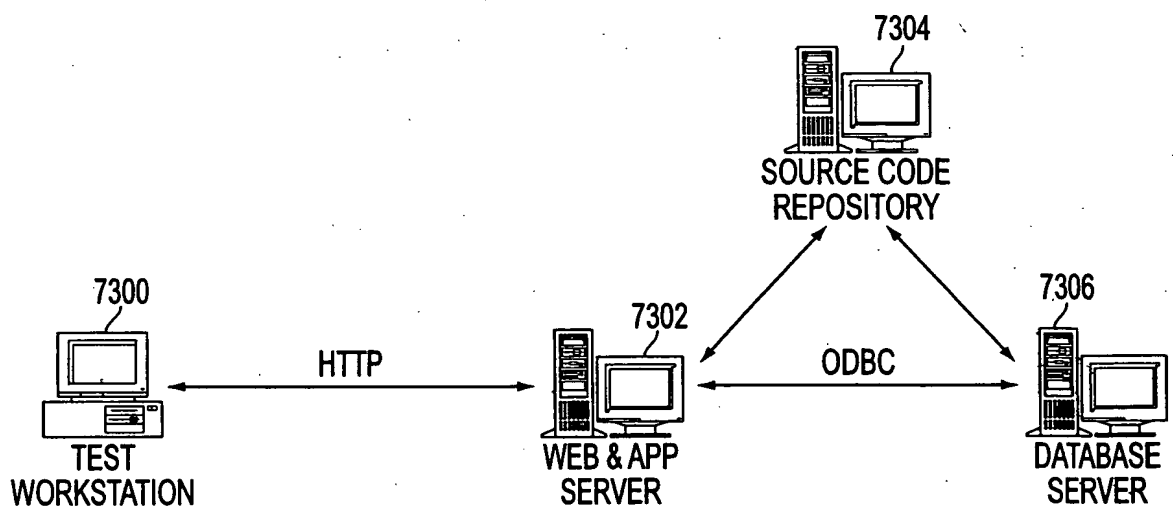 7304
SOURCE CODE
REPOSITORY
7300
HTTP
TEST
WORKSTATION
7302
WEB & APP
SERVER
ODBC
7306
DATABASE
SERVER